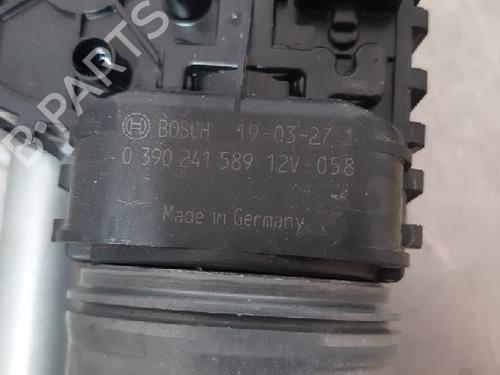 B-PARTS
BOSCH 19-03-27 1
0 390 241 589 12V 058
Made in Germany